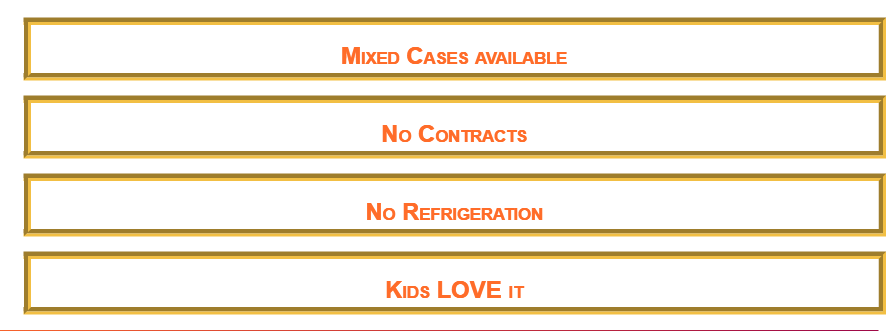 Mixed Cases available
No Contracts
No Refrigeration
Kids LOVE it